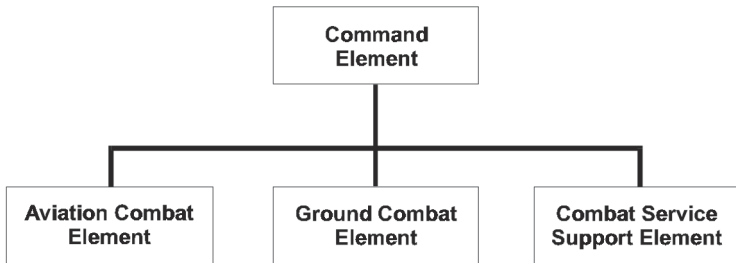 Command
Element
Aviation Combat
Element
Ground Combat
Element
Combat Service
Support Element